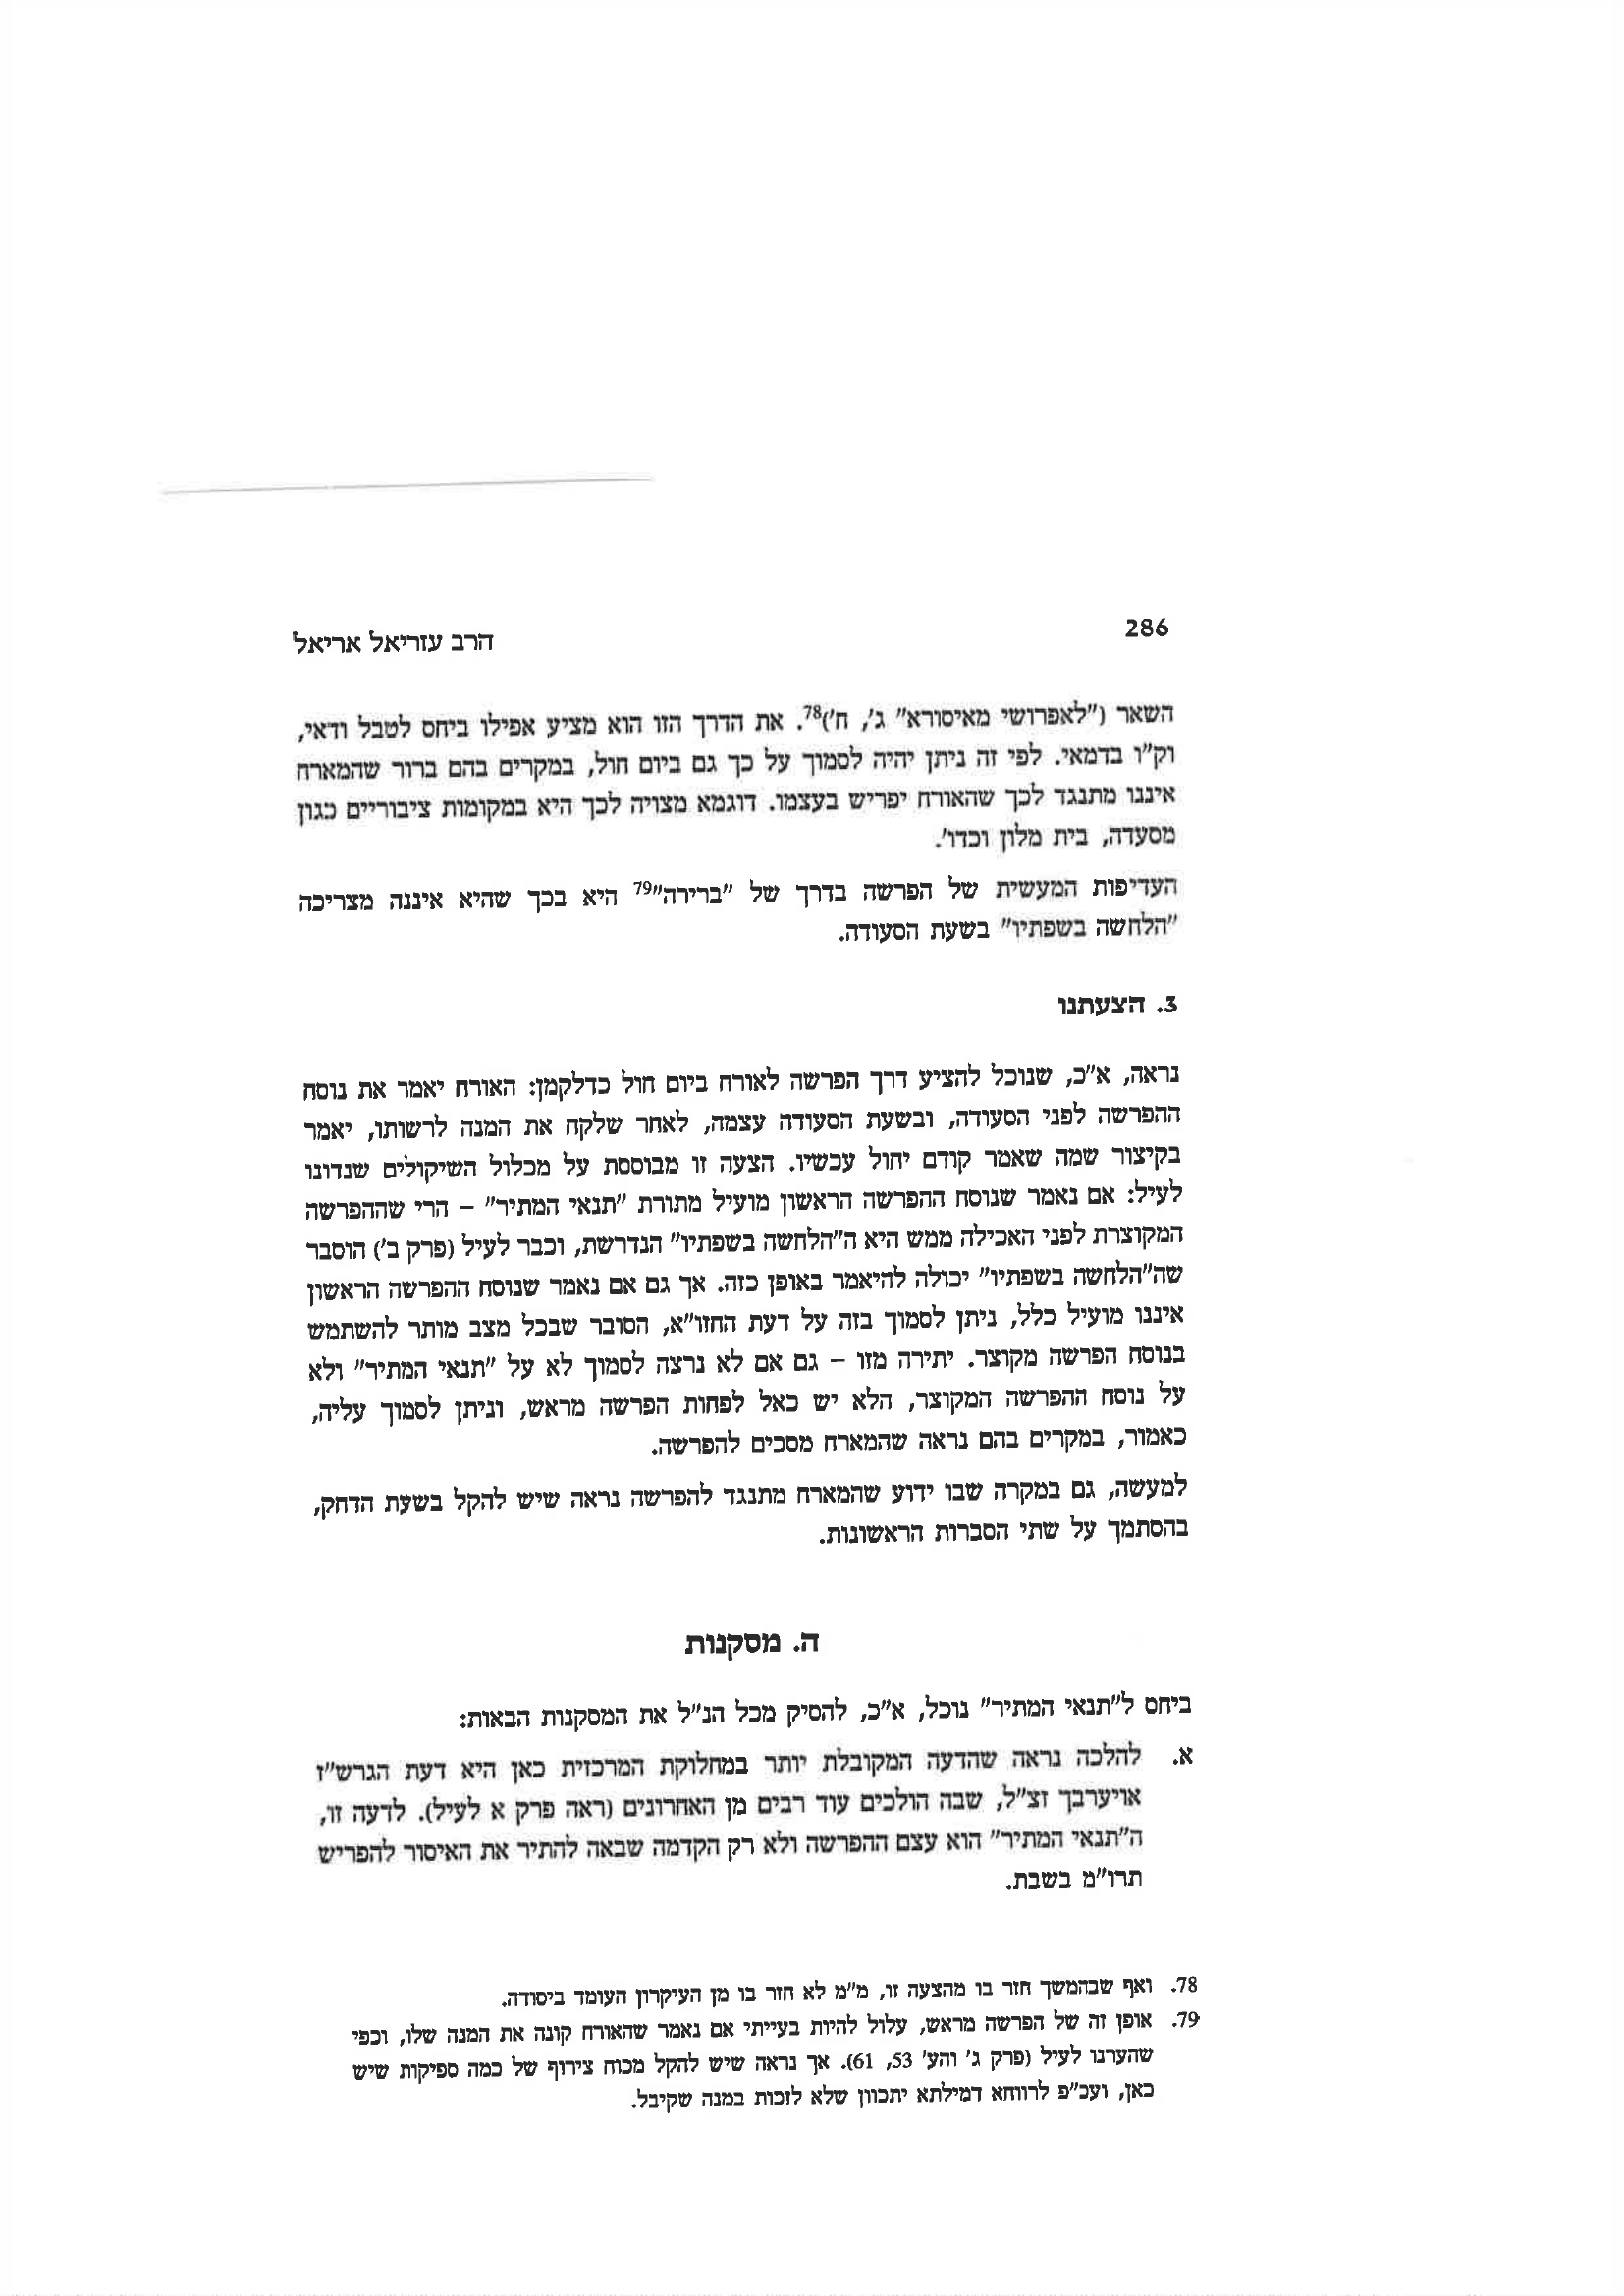 286
הרב עזריאל אריאל
השאר ("לאפרושי מאיסורא" ג', ח')78. את הדרך הזו הוא מציע אפילו ביחס לטבל ודאי,
וק"ו בדמאי. לפי זה ניתן יהיה לסמוך על כך גם ביום חול, במקרים בהם ברור שהמארח
איננו מתנגד לכך שהאורח יפריש בעצמו. דוגמא מצויה לכך היא במקומות ציבוריים כגון
מסעדה, בית מלון וכדו'.
העדיפות המעשית של הפרשה בדרך של "ברירה"79 היא בכך שהיא איננה מצריכה
"הלחשה בשפתיו" בשעת הסעודה.
3. הצעתנו
נראה, א"כ, שנוכל להציע דרך הפרשה לאורח ביום חול כדלקמן: האורח יאמר את נוסח
ההפרשה לפני הסעודה, ובשעת הסעודה עצמה, לאחר שלקח את המנה לרשותו, יאמר
בקיצור שמה שאמר קודם יחול עכשיו. הצעה זו מבוססת על מכלול השיקולים שנדונו
לעיל: אם נאמר שנוסח ההפרשה הראשון מועיל מתורת "תנאי המתיר" – הרי שההפרשה
המקוצרת לפני האכילה ממש היא ה"הלחשה בשפתיו" הנדרשת, וכבר לעיל (פרק ב') הוסבר
שה"הלחשה בשפתיו" יכולה להיאמר באופן כזה. אך גם אם נאמר שנוסח ההפרשה הראשון
איננו מועיל כלל, ניתן לסמוך בזה על דעת החזו"א, הסובר שבכל מצב מותר להשתמש
בנוסח הפרשה מקוצר. יתירה מזו – גם אם לא נרצה לסמוך לא על "תנאי המתיר" ולא
על נוסח ההפרשה המקוצר, הלא יש כאל לפחות הפרשה מראש, וניתן לסמוך עליה,
כאמור, במקרים בהם נראה שהמארח מסכים להפרשה.
למעשה, גם במקרה שבו ידוע שהמארח מתנגד להפרשה נראה שיש להקל בשעת הדחק,
בהסתמך על שתי הסברות הראשונות.
ה. מסקנות
ביחס ל"תנאי המתיר" נוכל, א"כ, להסיק מכל הנ"ל את המסקנות הבאות:
א. להלכה נראה שהדעה המקובלת יותר במחלוקת המרכזית כאן היא דעת הגרש"ז
אויערבך זצ"ל, שבה הולכים עוד רבים מן האחרונים (ראה פרק א לעיל). לדעה זו,
ה"תנאי המתיר" הוא עצם ההפרשה ולא רק הקדמה שבאה להתיר את האיסור להפריש
תרו"מ בשבת.
78. ואף שבהמשך חזר בו מהצעה זו, מ"מ לא חזר בו מן העיקרון העומד ביסודה.
79. אופן זה של הפרשה מראש, עלול להיות בעייתי אם נאמר שהאורח קונה את המנה שלו, וכפי
שהערנו לעיל (פרק ג' והע' 53, 61). אך נראה שיש להקל מכוח צירוף של כמה ספיקות שיש
כאן, ועכ"פ לרווחא דמילתא יתכוון שלא לזכות במנה שקיבל.